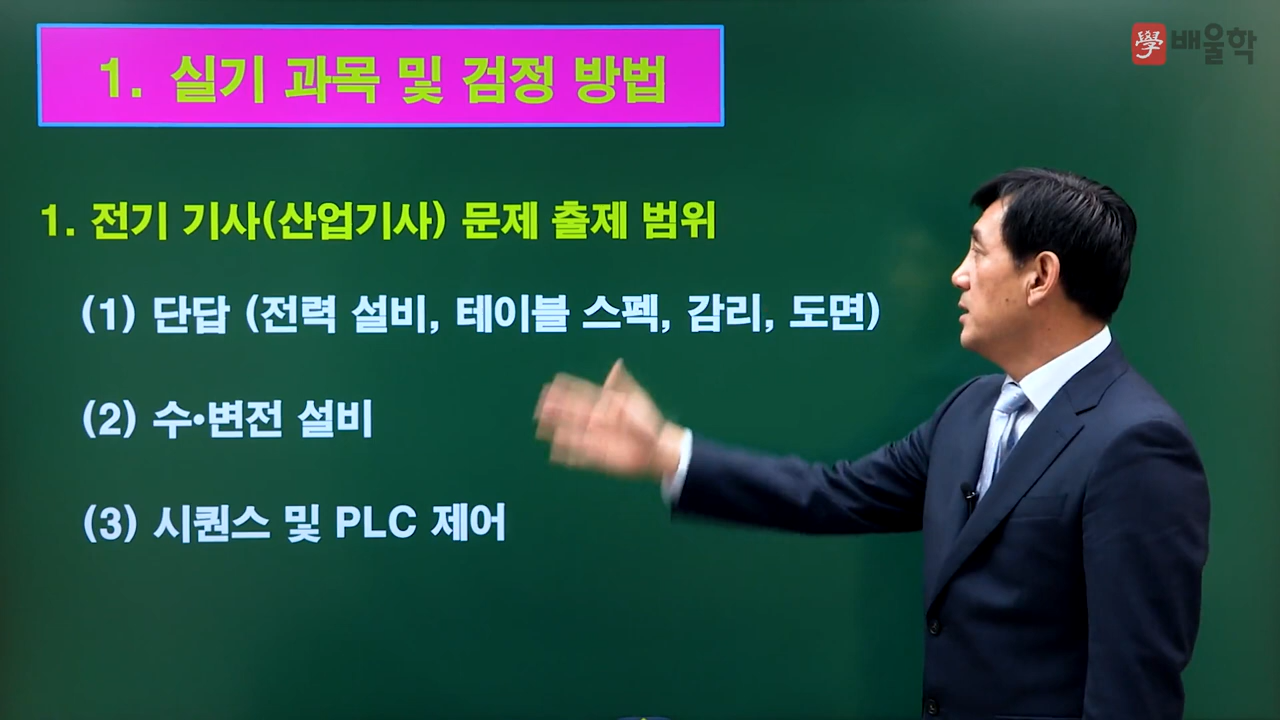 1. 실기 과목 및 검정 방법
學 배울학
1. 전기 기사(산업기사) 문제 출제 범위
(1) 단답 (전력 설비, 테이블 스펙, 감리, 도면)
(2) 수•변전 설비
(3) 시퀀스 및 PLC 제어